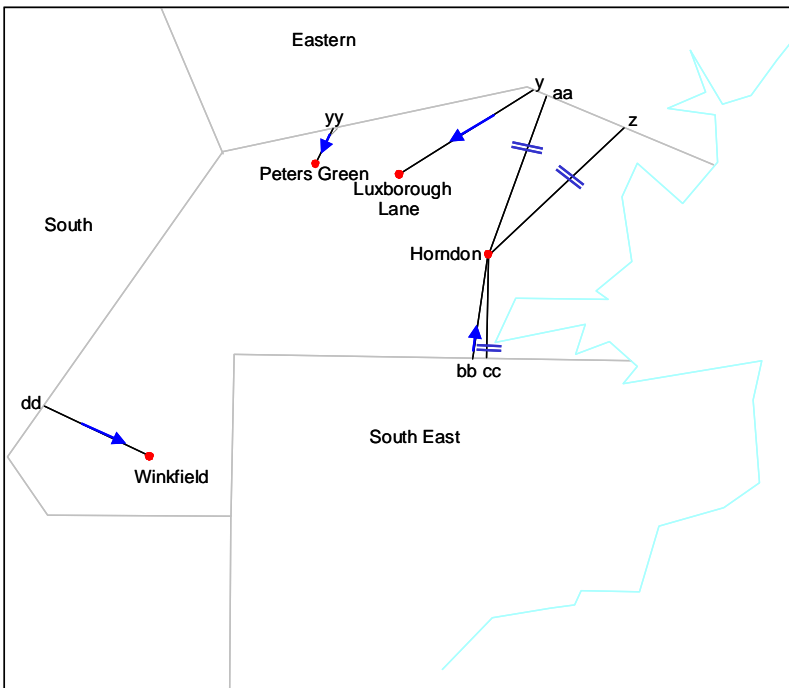 Eastern
y
aa
yy
z
Peters Green
Luxborough
Lane
South
Horndon
bb cc
dd
South East
Winkfield